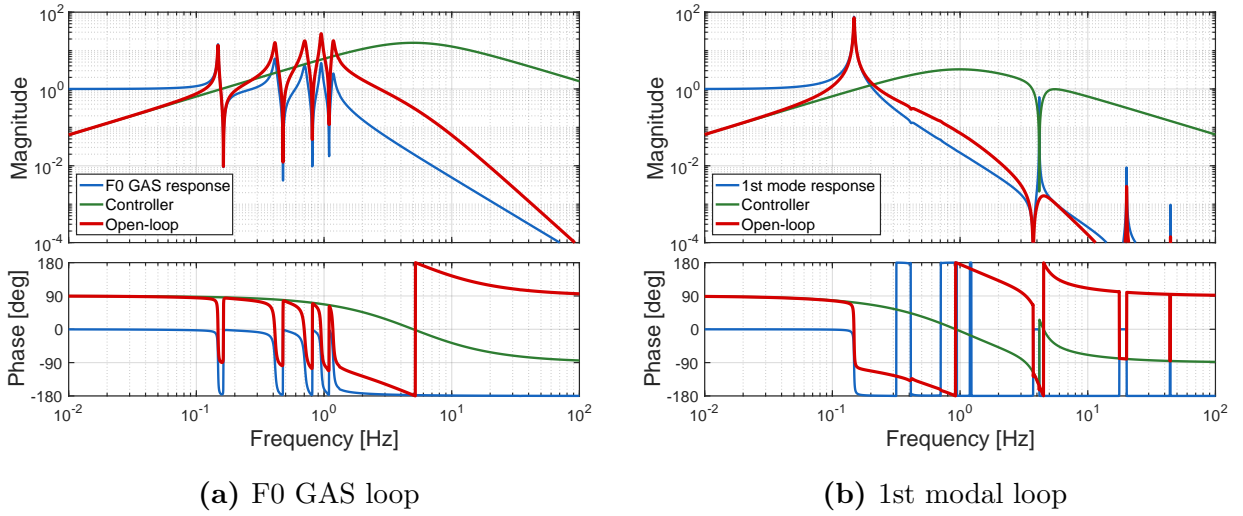 10^2
10^0
10^-2
10^-4
Magnitude
F0 GAS response
Controller
Open-loop
180
90
0
-90
-180
Phase [deg]
10^-2
10^-1
10^0
10^1
10^2
Frequency [Hz]
(a) F0 GAS loop
10^2
10^0
10^-2
10^-4
Magnitude
1st mode response
Controller
Open-loop
180
90
0
-90
-180
Phase [deg]
10^-2
10^-1
10^0
10^1
10^2
Frequency [Hz]
(b) 1st modal loop